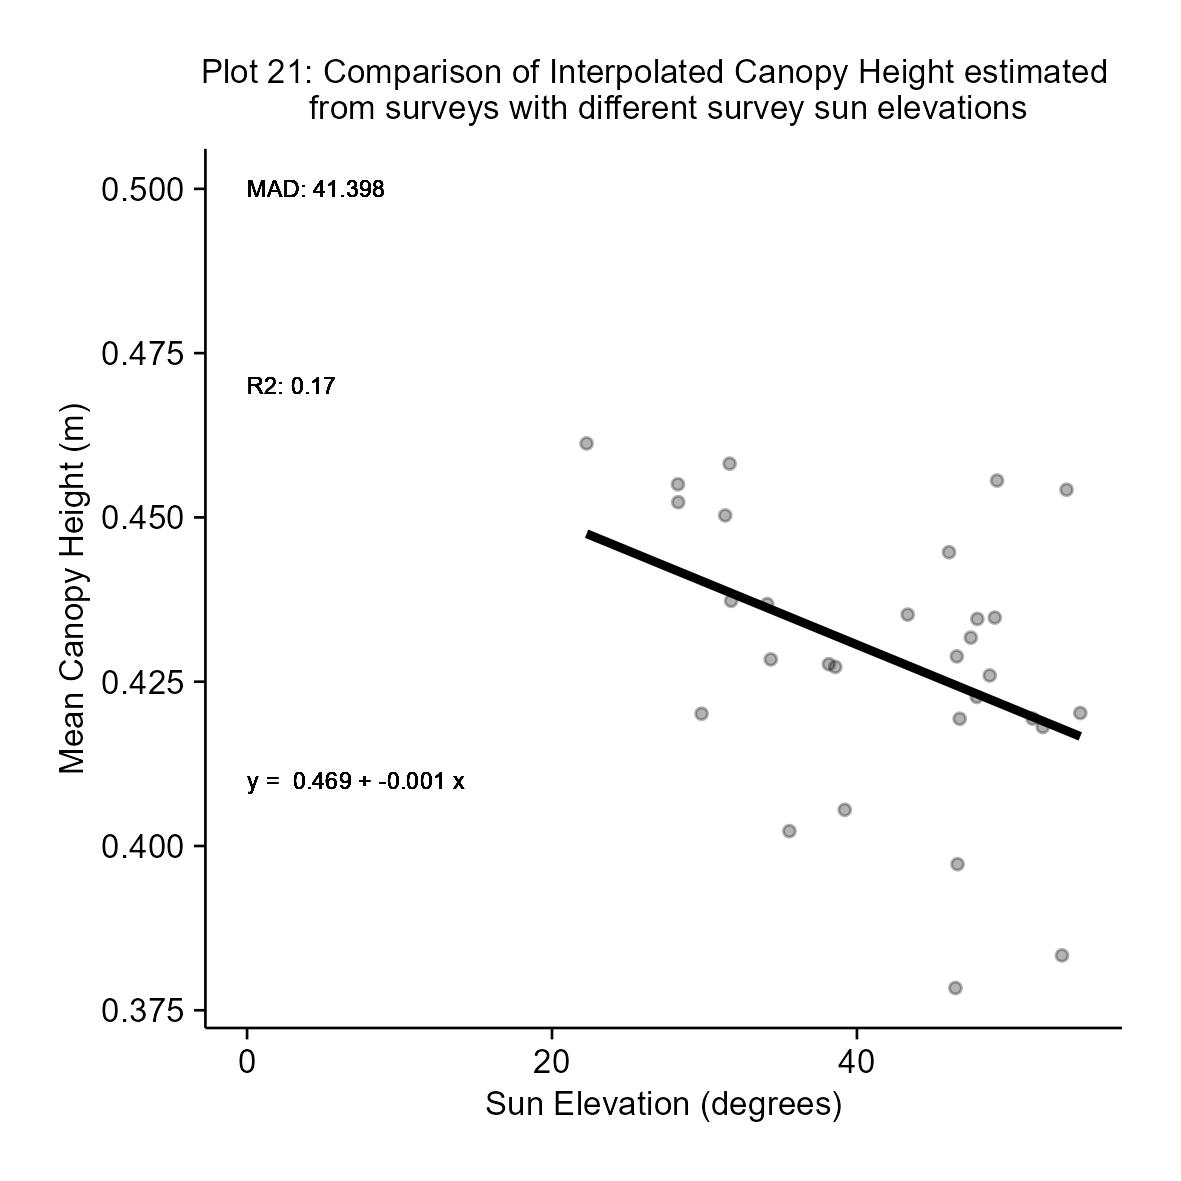 Plot 21: Comparison of Interpolated Canopy Height estimated
from surveys with different survey sun elevations
0.500
MAD: 41.398
0.475
R2: 0.17
0.450
0.425
y =  0.469 + -0.001 x
0.400
0.375
Mean Canopy Height (m)
0
20
40
Sun Elevation (degrees)